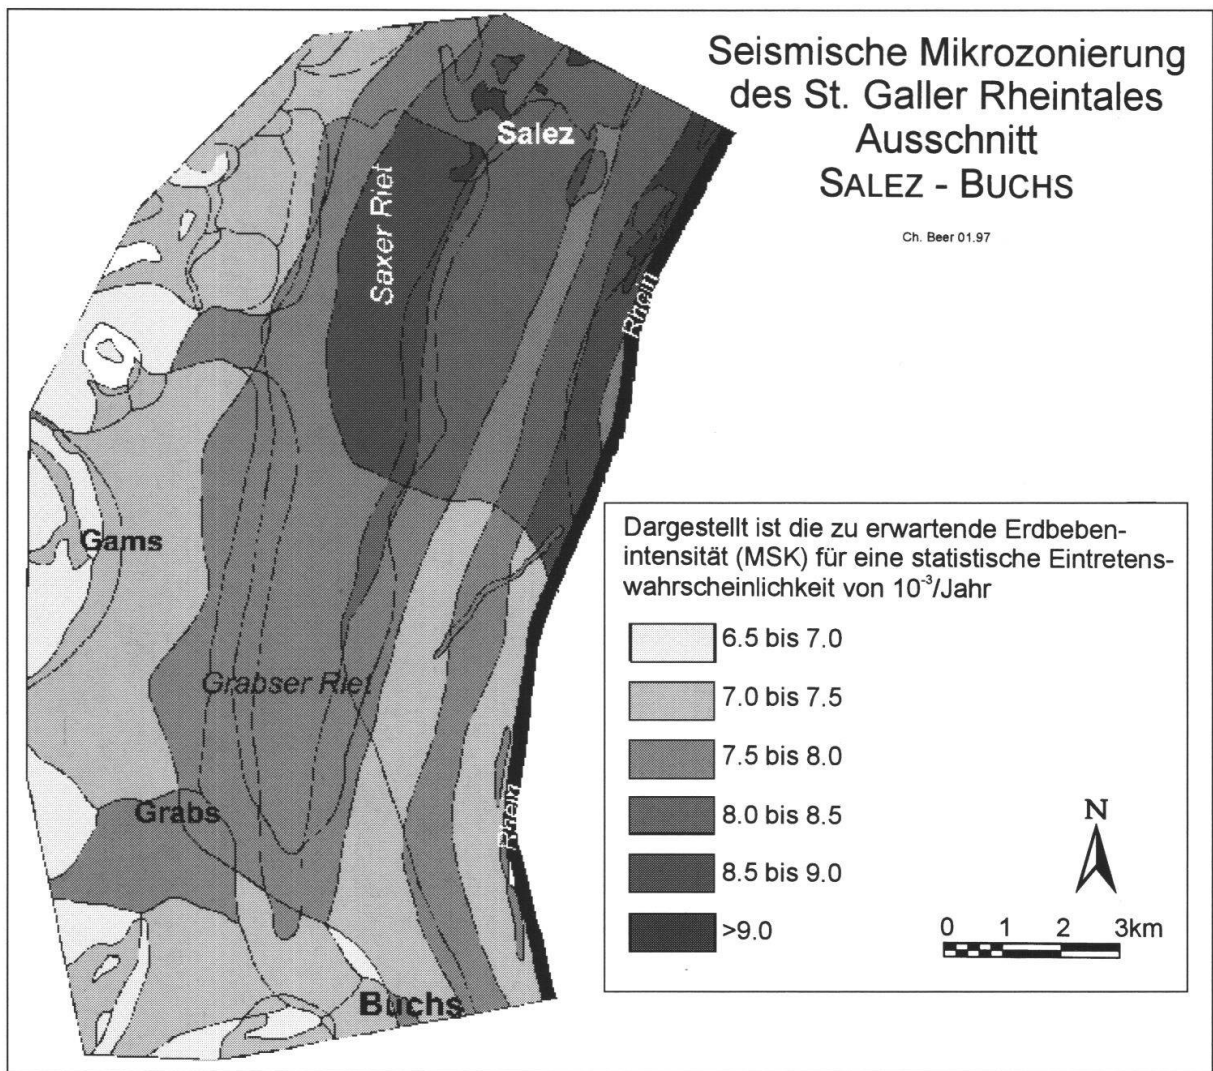 Seismische Mikrozonierung
des St. Galler Rheintales
Ausschnitt
SALEZ - BUCHS
Ch. Beer 01.97
Salez
Saxer Riet
Rhein
Gams
Grabser Riet
Grabs
Rhein
Buchs
Dargestellt ist die zu erwartende Erdbeben-
intensität (MSK) für eine statistische Eintretens-
wahrscheinlichkeit von 10⁻³/Jahr
6.5 bis 7.0
7.0 bis 7.5
7.5 bis 8.0
8.0 bis 8.5
8.5 bis 9.0
>9.0
N
0 1 2 3km